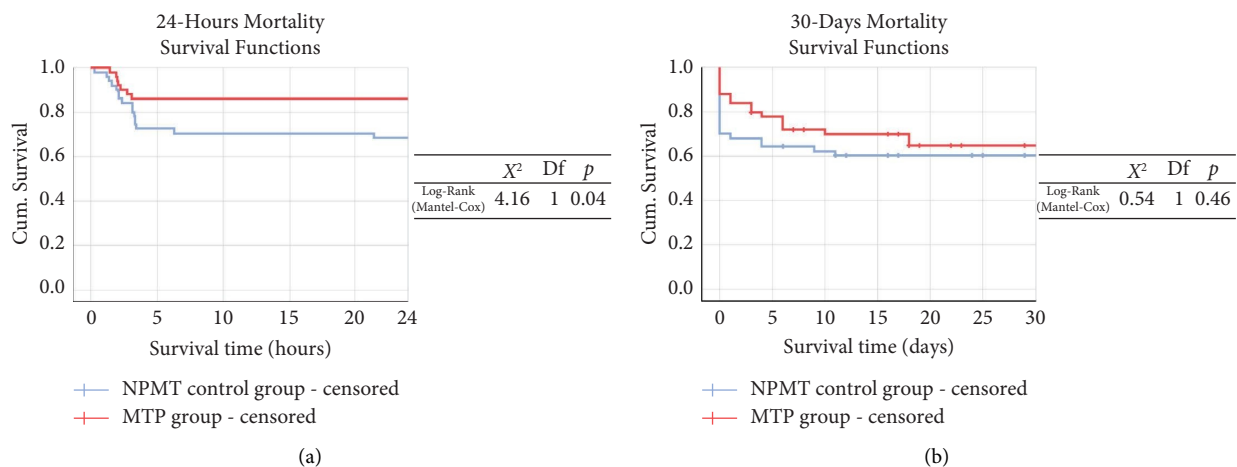 24-Hours Mortality
Survival Functions
1.0
0.8
0.6
0.4
0.2
0.0
Cum. Survival
0 5 10 15 20 24
Survival time (hours)
X² Df p
Log-Rank
(Mantel-Cox) 4.16 1 0.04
NPMT control group - censored
MTP group - censored
(a)
30-Days Mortality
Survival Functions
1.0
0.8
0.6
0.4
0.2
0.0
Cum. Survival
0 5 10 15 20 25 30
Survival time (days)
X² Df p
Log-Rank
(Mantel-Cox) 0.54 1 0.46
NPMT control group - censored
MTP group - censored
(b)